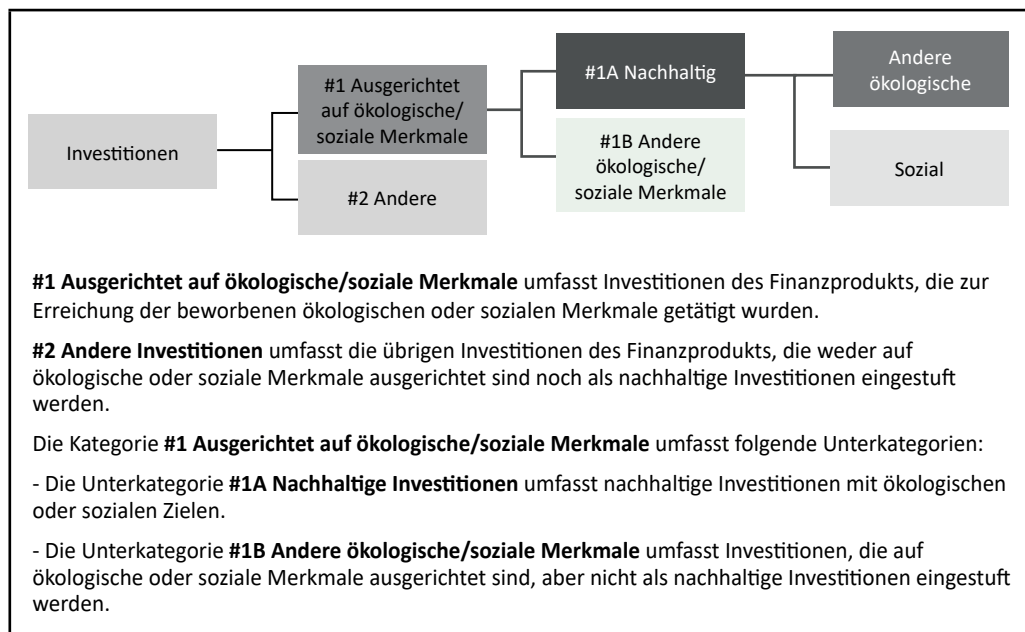 Investitionen
#1 Ausgerichtet
auf ökologische/
soziale Merkmale
#2 Andere
#1A Nachhaltig
#1B Andere
ökologische/
soziale Merkmale
Andere
ökologische
Sozial
#1 Ausgerichtet auf ökologische/soziale Merkmale umfasst Investitionen des Finanzprodukts, die zur
Erreichung der beworbenen ökologischen oder sozialen Merkmale getätigt wurden.
#2 Andere Investitionen umfasst die übrigen Investitionen des Finanzprodukts, die weder auf
ökologische oder soziale Merkmale ausgerichtet sind noch als nachhaltige Investitionen eingestuft
werden.
Die Kategorie #1 Ausgerichtet auf ökologische/soziale Merkmale umfasst folgende Unterkategorien:
- Die Unterkategorie #1A Nachhaltige Investitionen umfasst nachhaltige Investitionen mit ökologischen
oder sozialen Zielen.
- Die Unterkategorie #1B Andere ökologische/soziale Merkmale umfasst Investitionen, die auf
ökologische oder soziale Merkmale ausgerichtet sind, aber nicht als nachhaltige Investitionen eingestuft
werden.